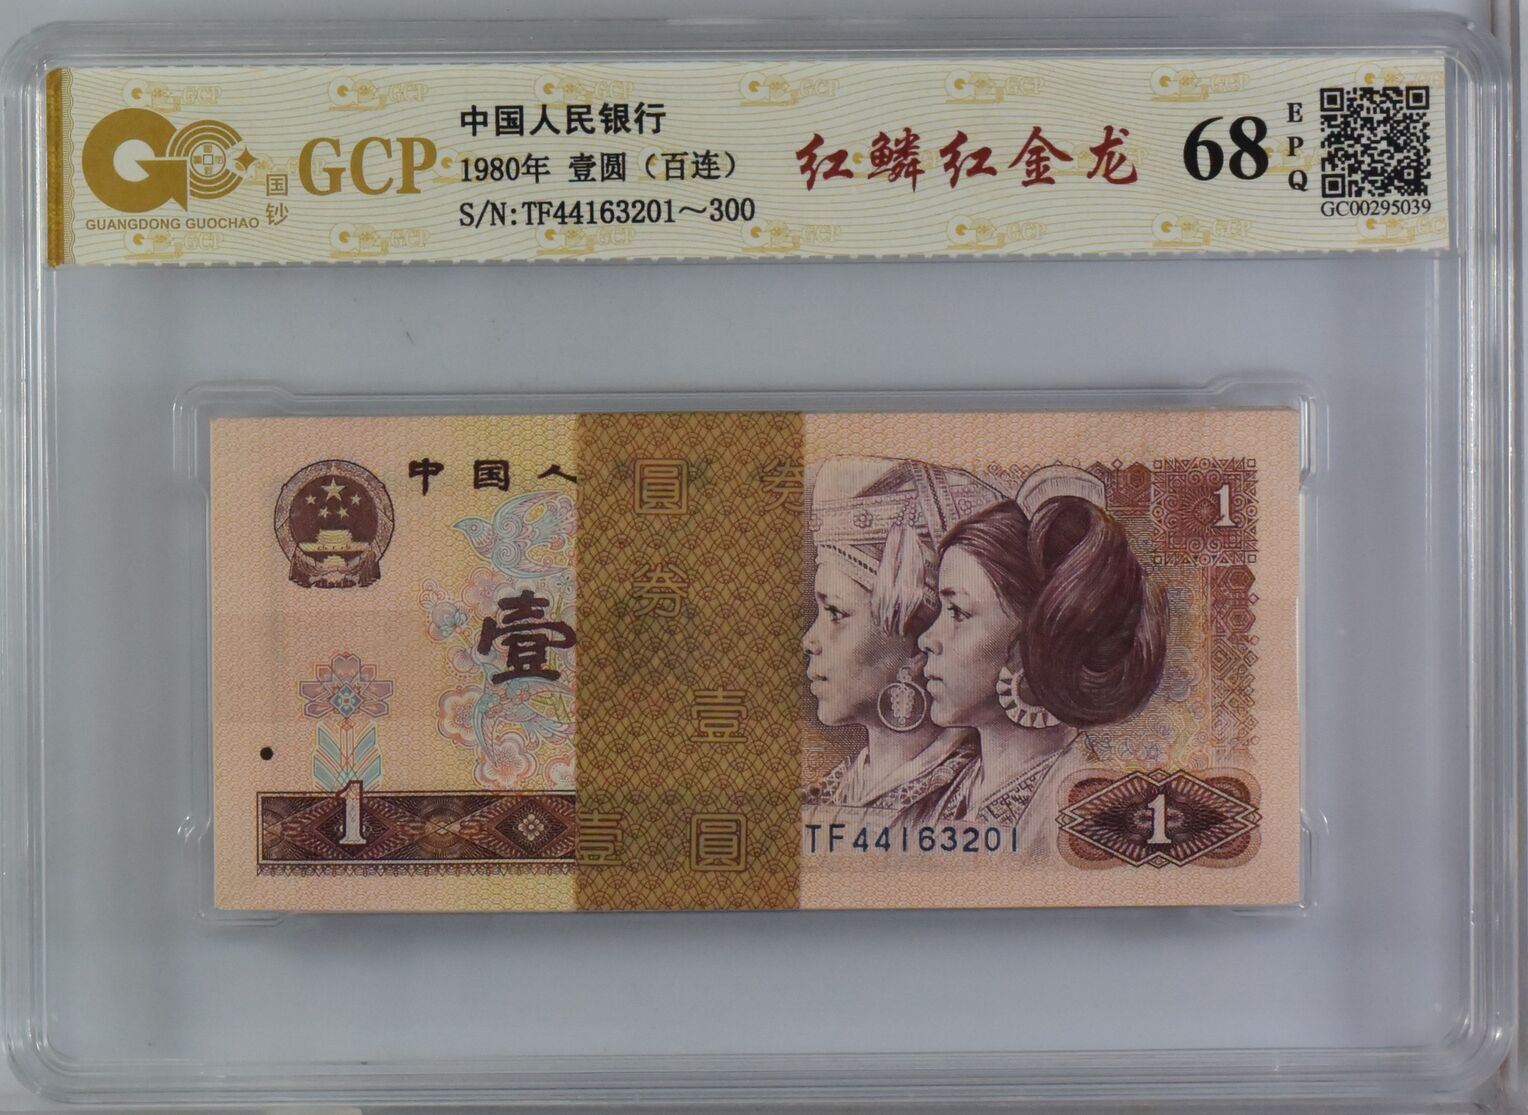 GCP
国钞
GUANGDONG GUOCHAO
中国人民银行
1980年 壹圆（百连）
S/N:TF44163201～300
红鳞红金龙
68
EPQ
GC00295039
中国人
1
圆
券
券
壹
壹
壹
圆
1
TF44163201
1